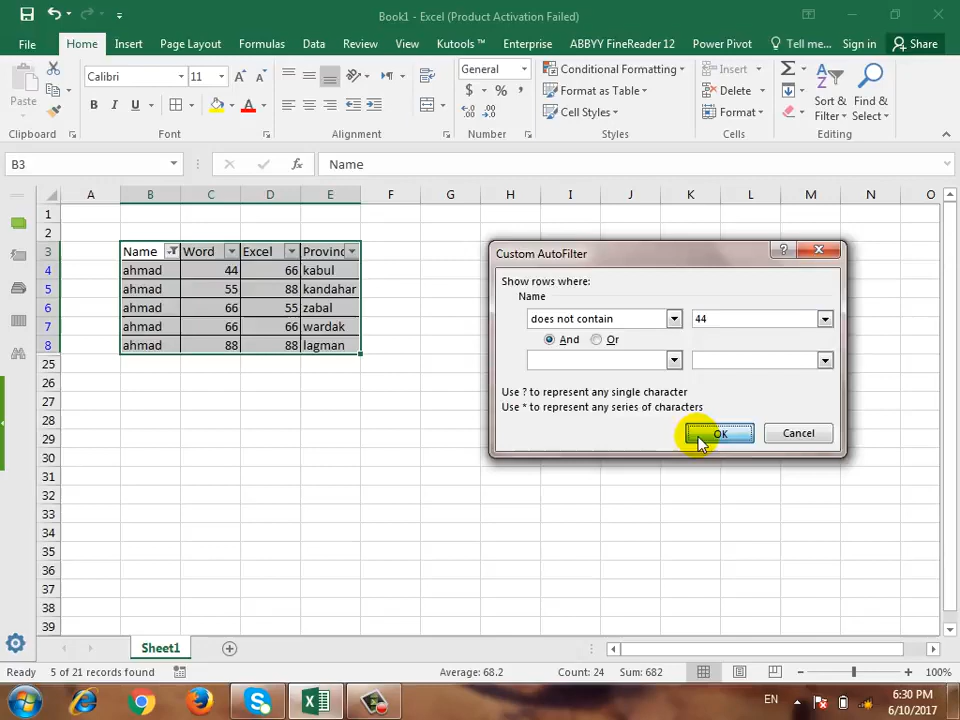 Book1 - Excel (Product Activation Failed)
File Home Insert Page Layout Formulas Data Review View Kutools ™ Enterprise ABBYY FineReader 12 Power Pivot Tell me... Sign in Share
Paste
Calibri 11
B I U
General
$ % ,
Conditional Formatting
Format as Table
Cell Styles
Insert
Delete
Format
Sort & Filter
Find & Select
Clipboard Font Alignment Number Styles Cells Editing
B3 fx Name
A B C D E F G H I J K L M N O
1
2
3 Name Word Excel Provinc
4 ahmad 44 66 kabul
5 ahmad 55 88 kandahar
6 ahmad 66 55 zabal
7 ahmad 66 66 wardak
8 ahmad 88 88 lagman
25
26
27
28
29
30
31
32
33
34
35
36
37
38
39
Custom AutoFilter
Show rows where:
Name
does not contain 44
And Or
Use ? to represent any single character
Use * to represent any series of characters
OK Cancel
Sheet1
Ready 5 of 21 records found Average: 68.2 Count: 24 Sum: 682 100%
EN 6:30 PM
6/10/2017